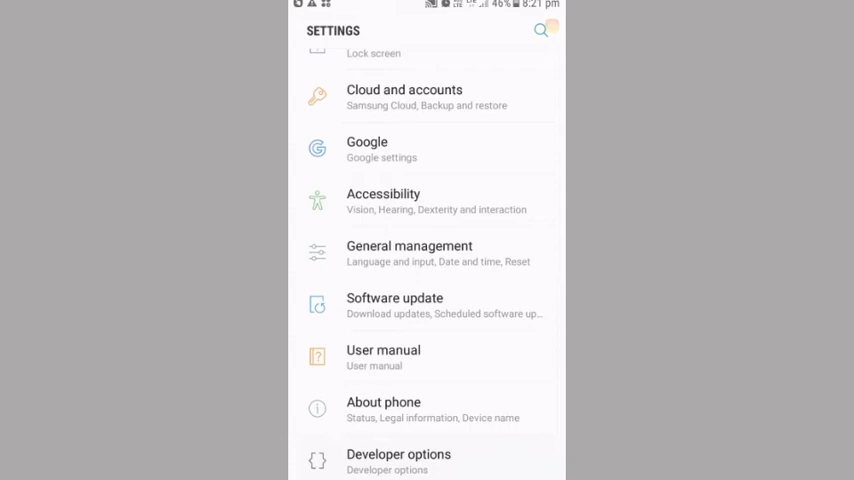 46% 8:21 pm
SETTINGS
Lock screen
Cloud and accounts
Samsung Cloud, Backup and restore
Google
Google settings
Accessibility
Vision, Hearing, Dexterity and interaction
General management
Language and input, Date and time, Reset
Software update
Download updates, Scheduled software up...
User manual
User manual
About phone
Status, Legal information, Device name
Developer options
Developer options